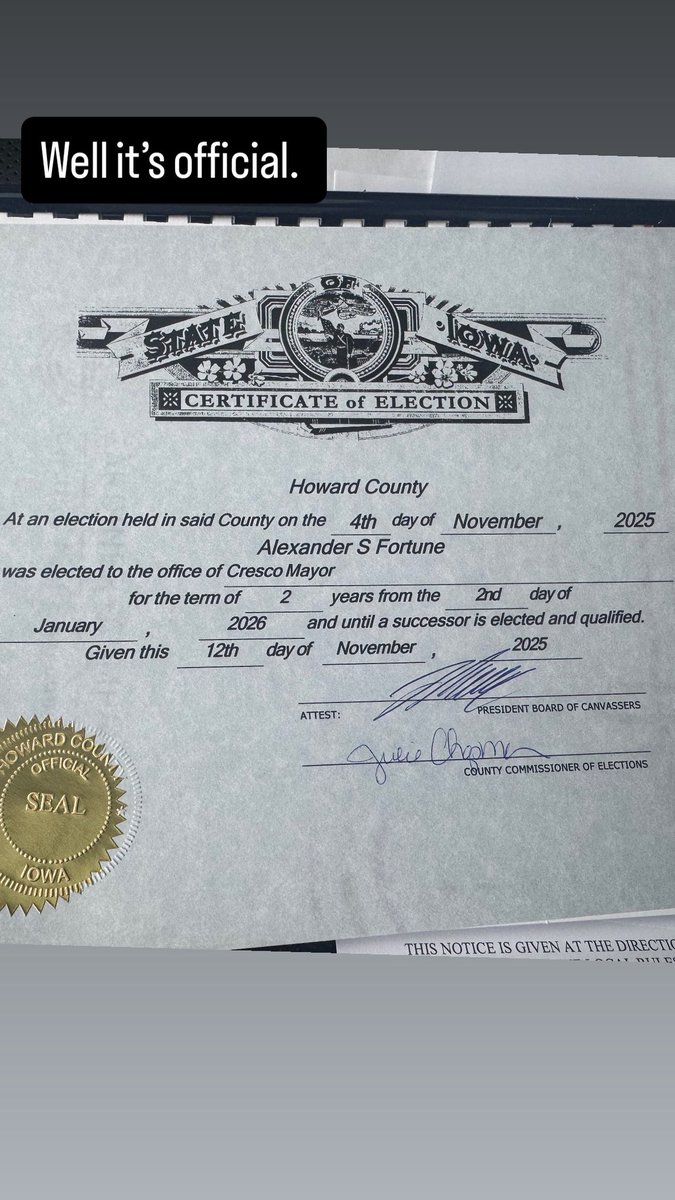 Well it's official.
STATE OF IOWA
CERTIFICATE of ELECTION
Howard County
At an election held in said County on the 4th day of November , 2025
Alexander S Fortune
was elected to the office of Cresco Mayor
for the term of 2 years from the 2nd day of
January , 2026 and until a successor is elected and qualified.
Given this 12th day of November , 2025
ATTEST: PRESIDENT BOARD OF CANVASSERS
Julie Chapman
COUNTY COMMISSIONER OF ELECTIONS
HOWARD COUN
OFFICIAL
SEAL
IOWA
THIS NOTICE IS GIVEN AT THE DIRECTIO